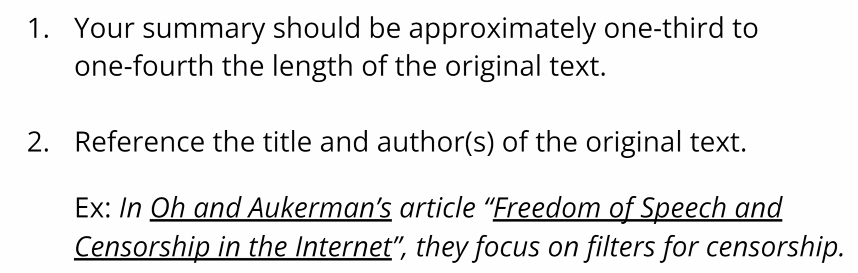 1. Your summary should be approximately one-third to
one-fourth the length of the original text.
2. Reference the title and author(s) of the original text.
Ex: In Oh and Aukerman's article “Freedom of Speech and
Censorship in the Internet”, they focus on filters for censorship.